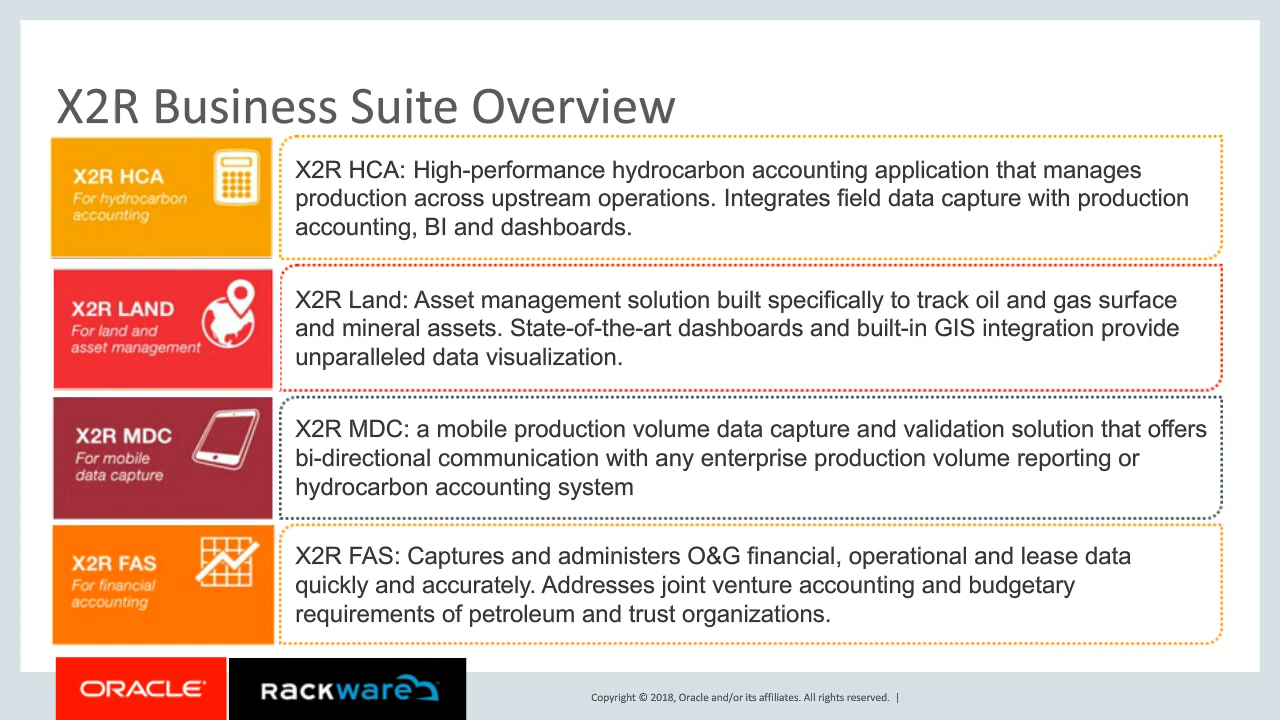 X2R Business Suite Overview
X2R HCA
For hydrocarbon
accounting
X2R HCA: High-performance hydrocarbon accounting application that manages
production across upstream operations. Integrates field data capture with production
accounting, BI and dashboards.
X2R LAND
For land and
asset management
X2R Land: Asset management solution built specifically to track oil and gas surface
and mineral assets. State-of-the-art dashboards and built-in GIS integration provide
unparalleled data visualization.
X2R MDC
For mobile
data capture
X2R MDC: a mobile production volume data capture and validation solution that offers
bi-directional communication with any enterprise production volume reporting or
hydrocarbon accounting system
X2R FAS
For financial
accounting
X2R FAS: Captures and administers O&G financial, operational and lease data
quickly and accurately. Addresses joint venture accounting and budgetary
requirements of petroleum and trust organizations.
ORACLE®
RACKWARE
Copyright © 2018, Oracle and/or its affiliates. All rights reserved. |